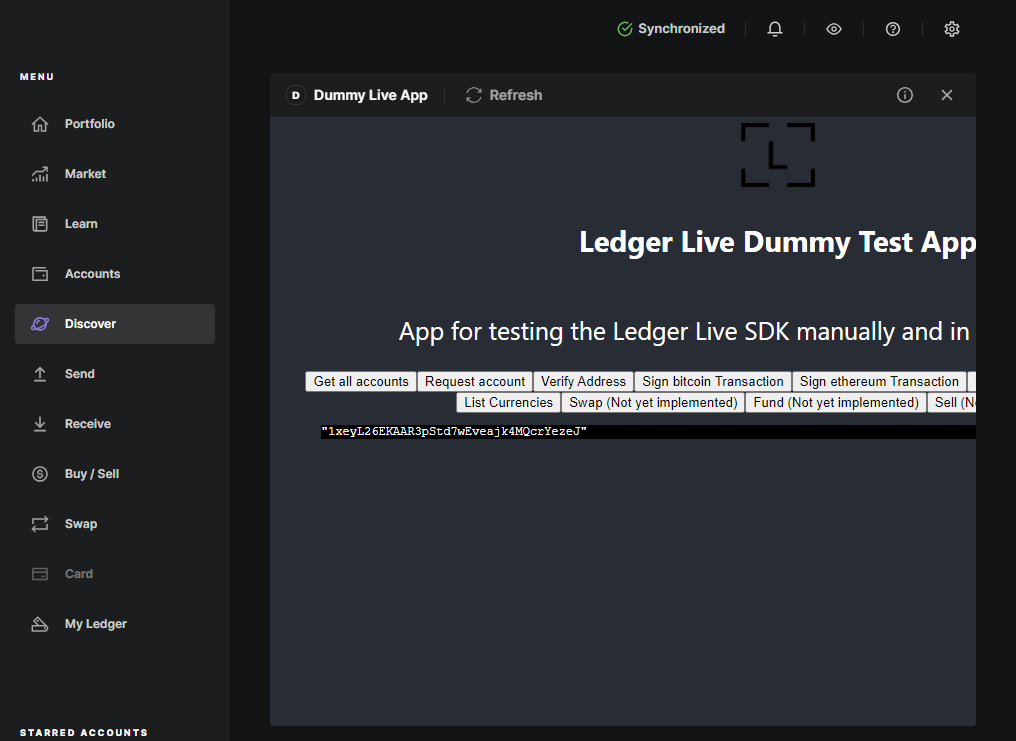 Synchronized
MENU
Portfolio
Market
Learn
Accounts
Discover
Send
Receive
Buy / Sell
Swap
Card
My Ledger
STARRED ACCOUNTS
D Dummy Live App Refresh
L
Ledger Live Dummy Test App
App for testing the Ledger Live SDK manually and in
Get all accounts Request account Verify Address Sign bitcoin Transaction Sign ethereum Transaction
List Currencies Swap (Not yet implemented) Fund (Not yet implemented) Sell (N
"1xeyL26EKAAR3pStd7wEveajk4MQcrYezeJ"